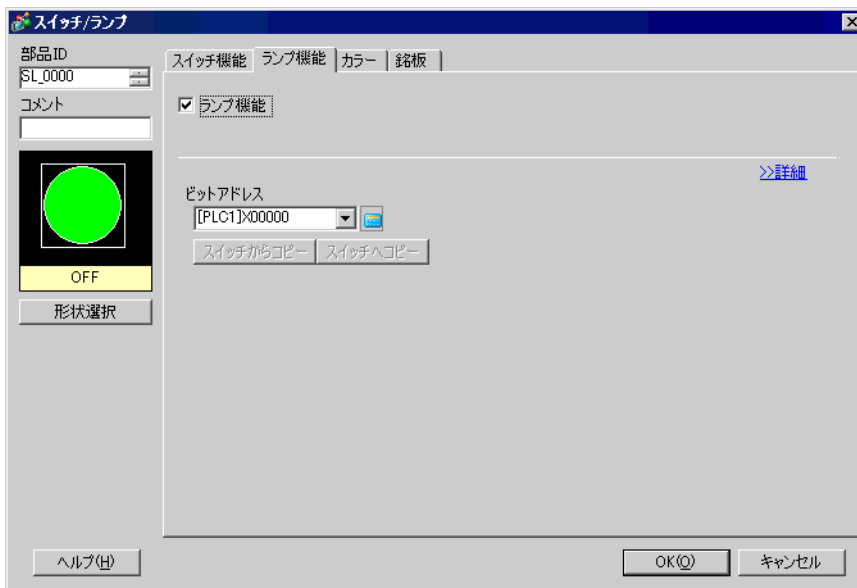 スイッチ/ランプ
部品ID
SL_0000
コメント
OFF
形状選択
スイッチ機能 ランプ機能 カラー 銘板
ランプ機能
>>詳細
ビットアドレス
[PLC1]X00000
スイッチからコピー スイッチへコピー
ヘルプ(H) OK(O) キャンセル